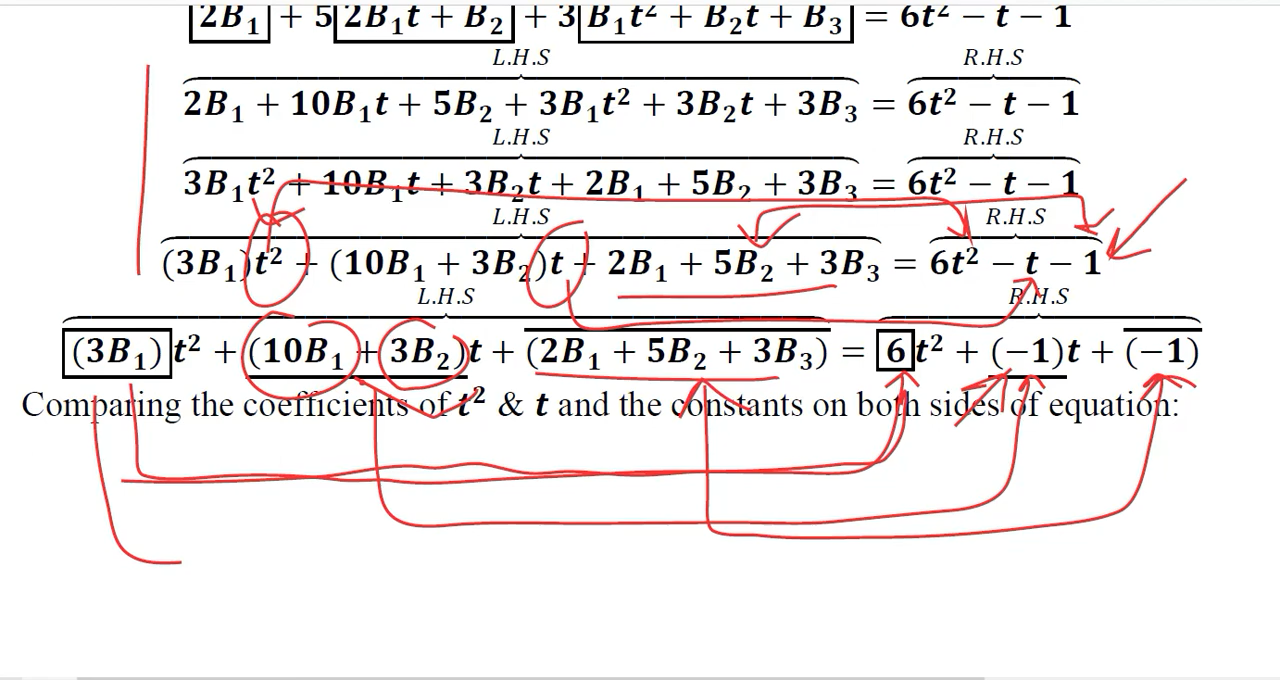 2B₁ + 5 2B₁t + B₂ + 3 B₁t² + B₂t + B₃ = 6t² − t − 1
L.H.S R.H.S
2B₁ + 10B₁t + 5B₂ + 3B₁t² + 3B₂t + 3B₃ = 6t² − t − 1
L.H.S R.H.S
3B₁t² + 10B₁t + 3B₂t + 2B₁ + 5B₂ + 3B₃ = 6t² − t − 1
L.H.S R.H.S
(3B₁)t² + (10B₁ + 3B₂)t + 2B₁ + 5B₂ + 3B₃ = 6t² − t − 1
L.H.S R.H.S
(3B₁)t² + (10B₁ + 3B₂)t + (2B₁ + 5B₂ + 3B₃) = 6t² + (−1)t + (−1)
Comparing the coefficients of t² & t and the constants on both sides of equation: